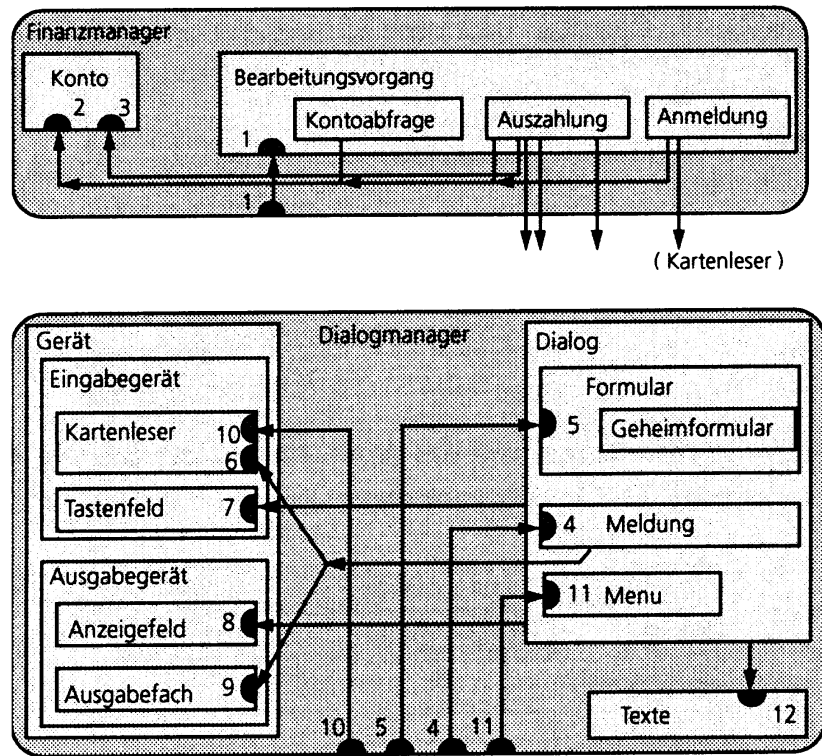 Finanzmanager
Konto
2 3
Bearbeitungsvorgang
Kontoabfrage
Auszahlung
Anmeldung
1
1
( Kartenleser )
Dialogmanager
Gerät
Eingabegerät
Kartenleser 10
6
Tastenfeld 7
Ausgabegerät
Anzeigefeld 8
Ausgabefach 9
Dialog
Formular
5 Geheimformular
4 Meldung
11 Menu
Texte 12
10 5 4 11